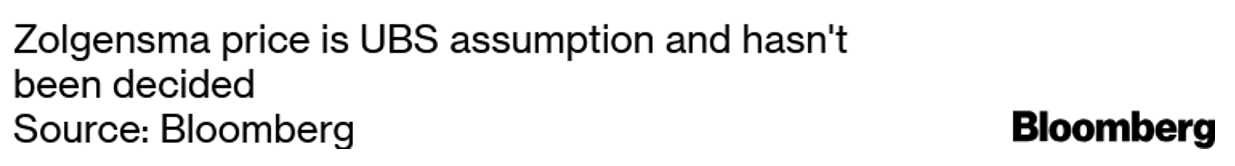 Zolgensma price is UBS assumption and hasn't
been decided
Source: Bloomberg
Bloomberg